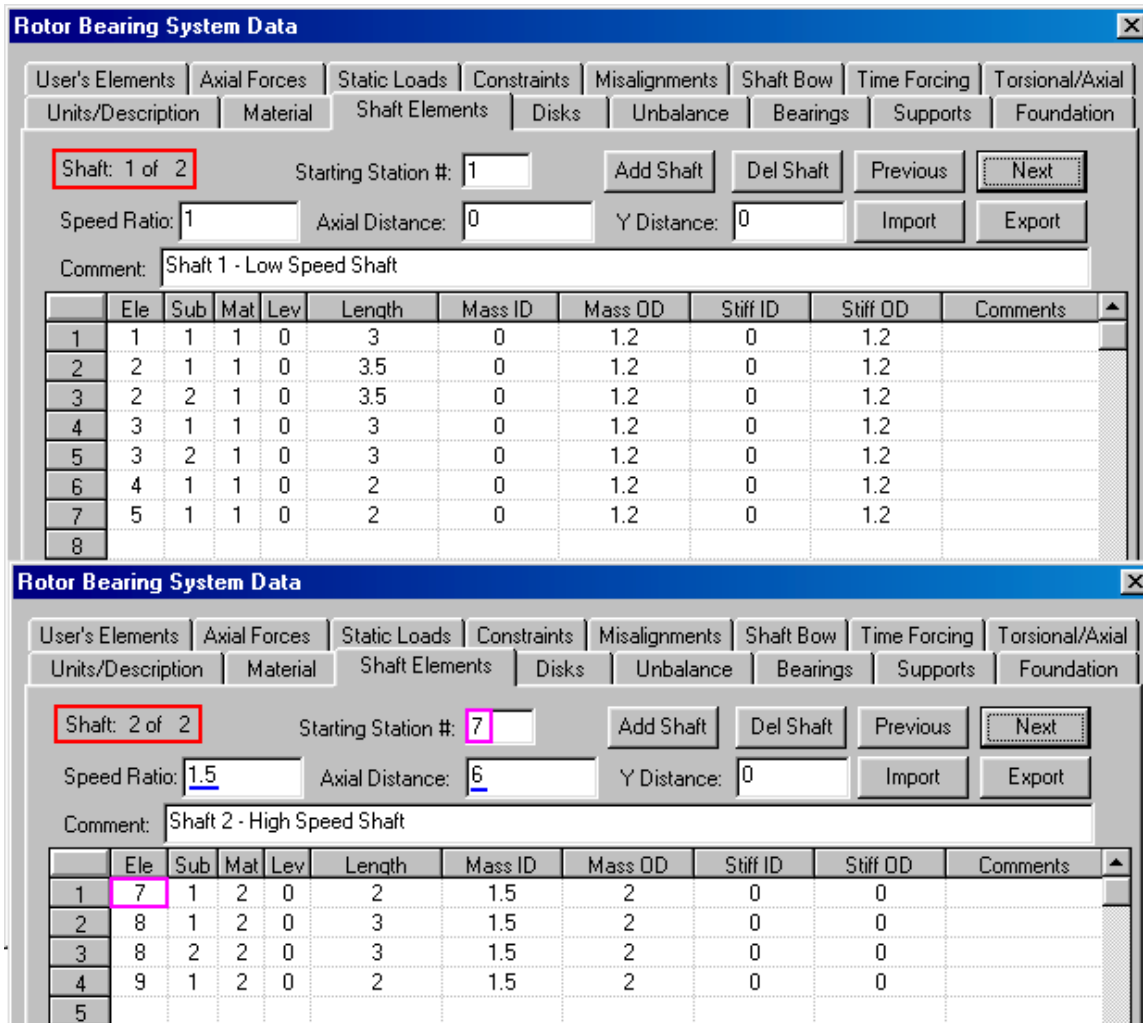 Rotor Bearing System Data
User's Elements Axial Forces Static Loads Constraints Misalignments Shaft Bow Time Forcing Torsional/Axial
Units/Description Material Shaft Elements Disks Unbalance Bearings Supports Foundation
Shaft: 1 of 2 Starting Station #: 1 Add Shaft Del Shaft Previous Next
Speed Ratio: 1 Axial Distance: 0 Y Distance: 0 Import Export
Comment: Shaft 1 - Low Speed Shaft
Ele Sub Mat Lev Length Mass ID Mass OD Stiff ID Stiff OD Comments
1 1 1 1 0 3 0 1.2 0 1.2
2 2 1 1 0 3.5 0 1.2 0 1.2
3 2 2 1 0 3.5 0 1.2 0 1.2
4 3 1 1 0 3 0 1.2 0 1.2
5 3 2 1 0 3 0 1.2 0 1.2
6 4 1 1 0 2 0 1.2 0 1.2
7 5 1 1 0 2 0 1.2 0 1.2
8
Rotor Bearing System Data
User's Elements Axial Forces Static Loads Constraints Misalignments Shaft Bow Time Forcing Torsional/Axial
Units/Description Material Shaft Elements Disks Unbalance Bearings Supports Foundation
Shaft: 2 of 2 Starting Station #: 7 Add Shaft Del Shaft Previous Next
Speed Ratio: 1.5 Axial Distance: 6 Y Distance: 0 Import Export
Comment: Shaft 2 - High Speed Shaft
Ele Sub Mat Lev Length Mass ID Mass OD Stiff ID Stiff OD Comments
1 7 1 2 0 2 1.5 2 0 0
2 8 1 2 0 3 1.5 2 0 0
3 8 2 2 0 3 1.5 2 0 0
4 9 1 2 0 2 1.5 2 0 0
5